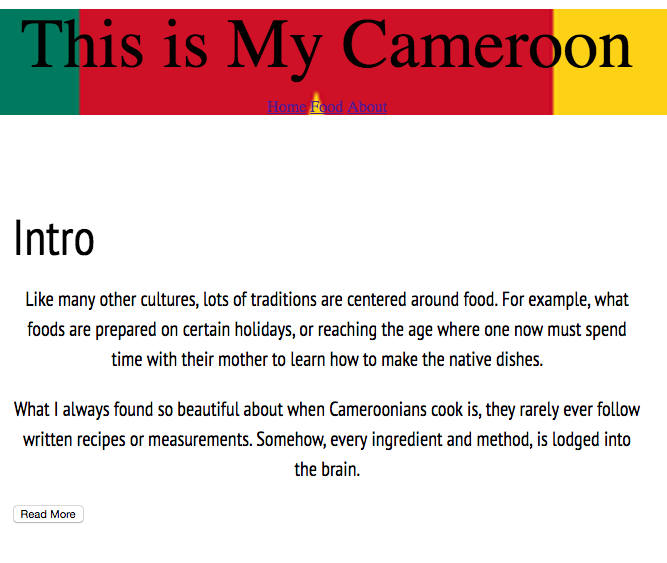 This is My Cameroon
Home Food About
Intro
Like many other cultures, lots of traditions are centered around food. For example, what
foods are prepared on certain holidays, or reaching the age where one now must spend
time with their mother to learn how to make the native dishes.
What I always found so beautiful about when Cameroonians cook is, they rarely ever follow
written recipes or measurements. Somehow, every ingredient and method, is lodged into
the brain.
Read More